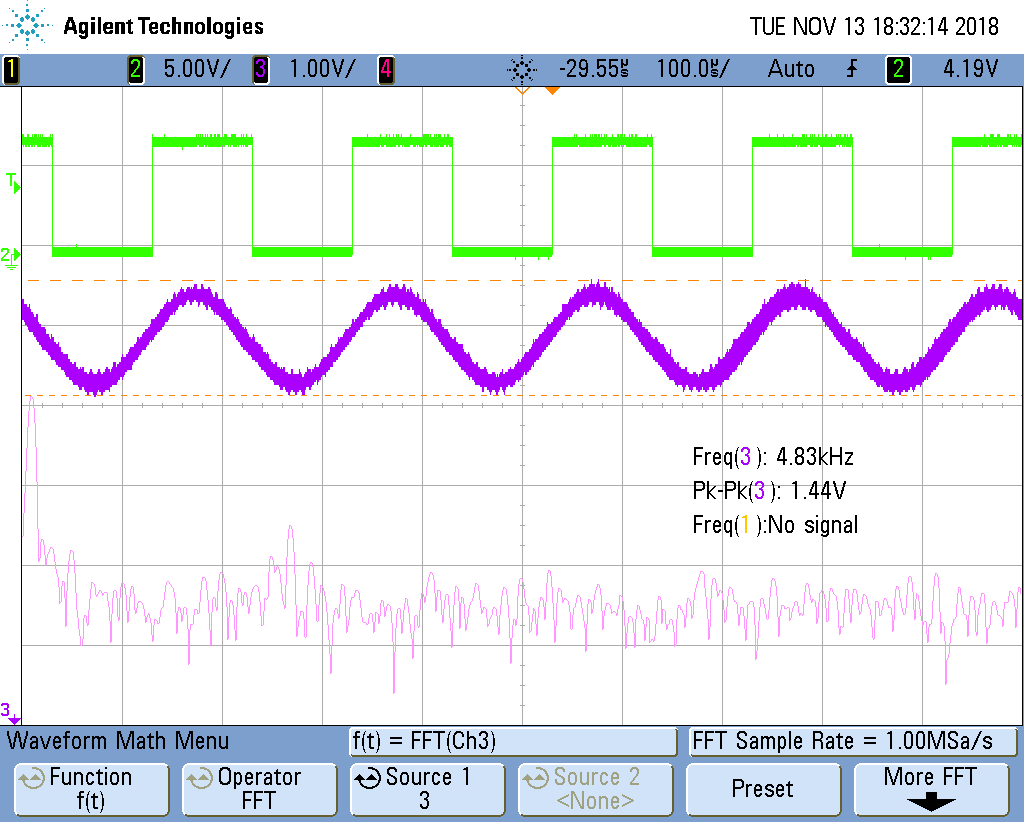 Agilent Technologies TUE NOV 13 18:32:14 2018
1 2 5.00V/ 3 1.00V/ 4 -29.55µs 100.0µs/ Auto 2 4.19V
T
2
Freq(3): 4.83kHz
Pk-Pk(3): 1.44V
Freq(1):No signal
3
Waveform Math Menu f(t) = FFT(Ch3) FFT Sample Rate = 1.00MSa/s
Function Operator Source 1 Source 2 Preset More FFT
f(t) FFT 3 <None>